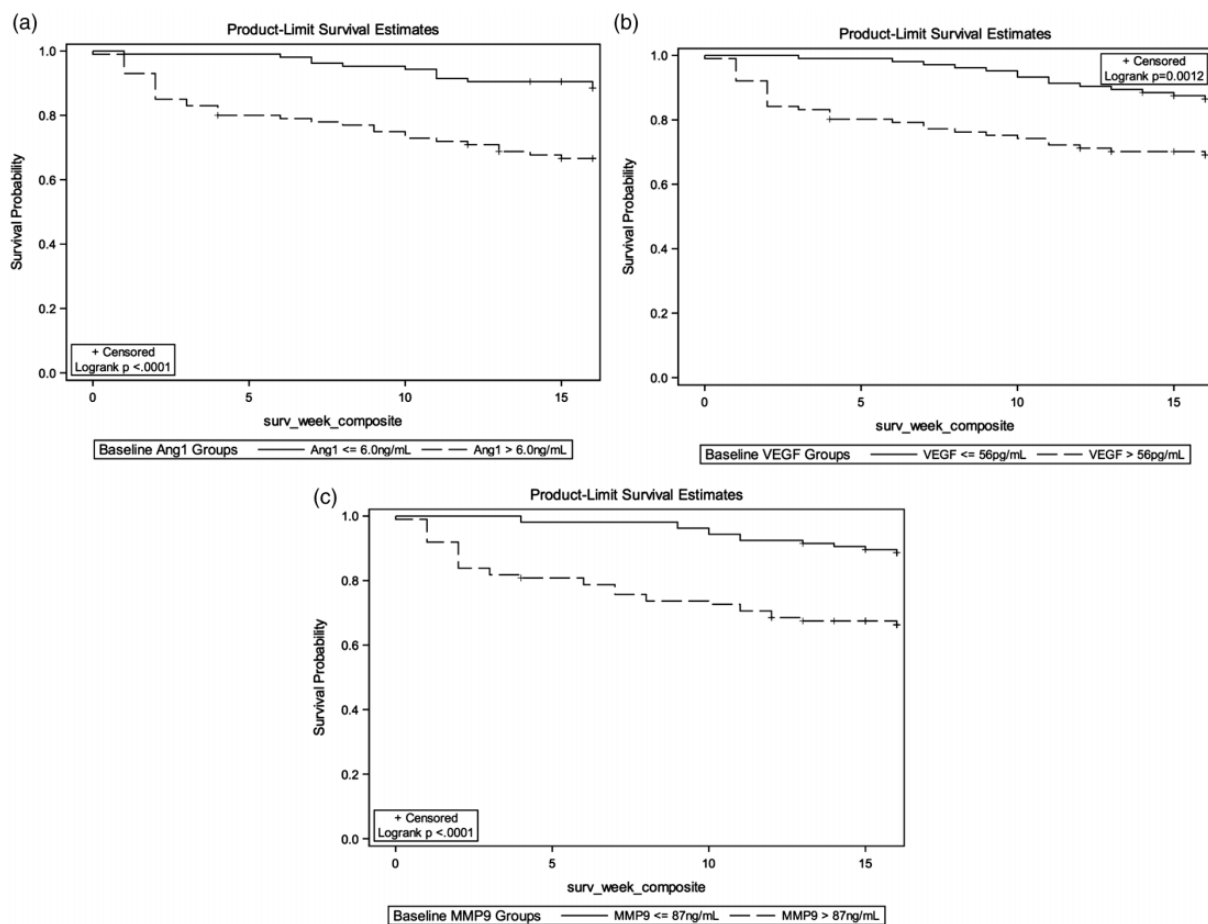 (a)
Product-Limit Survival Estimates
1.0
0.8
0.6
0.4
0.2
0.0
Survival Probability
+ Censored
Logrank p <.0001
0 5 10 15
surv_week_composite
Baseline Ang1 Groups Ang1 <= 6.0ng/mL Ang1 > 6.0ng/mL
(b)
Product-Limit Survival Estimates
1.0
0.8
0.6
0.4
0.2
0.0
Survival Probability
+ Censored
Logrank p=0.0012
0 5 10 15
surv_week_composite
Baseline VEGF Groups VEGF <= 56pg/mL VEGF > 56pg/mL
(c)
Product-Limit Survival Estimates
1.0
0.8
0.6
0.4
0.2
0.0
Survival Probability
+ Censored
Logrank p <.0001
0 5 10 15
surv_week_composite
Baseline MMP9 Groups MMP9 <= 87ng/mL MMP9 > 87ng/mL